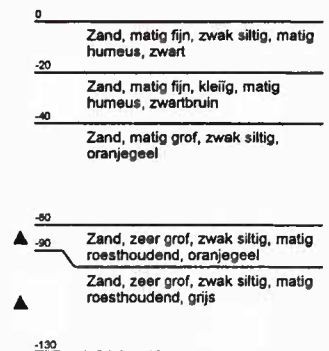 0
Zand, matig fijn, zwak siltig, matig
humeus, zwart
-20
Zand, matig fijn, kleiïg, matig
humeus, zwartbruin
-40
Zand, matig grof, zwak siltig,
oranjegeel
-80
Zand, zeer grof, zwak siltig, matig
roesthoudend, oranjegeel
-90
Zand, zeer grof, zwak siltig, matig
roesthoudend, grijs
-130